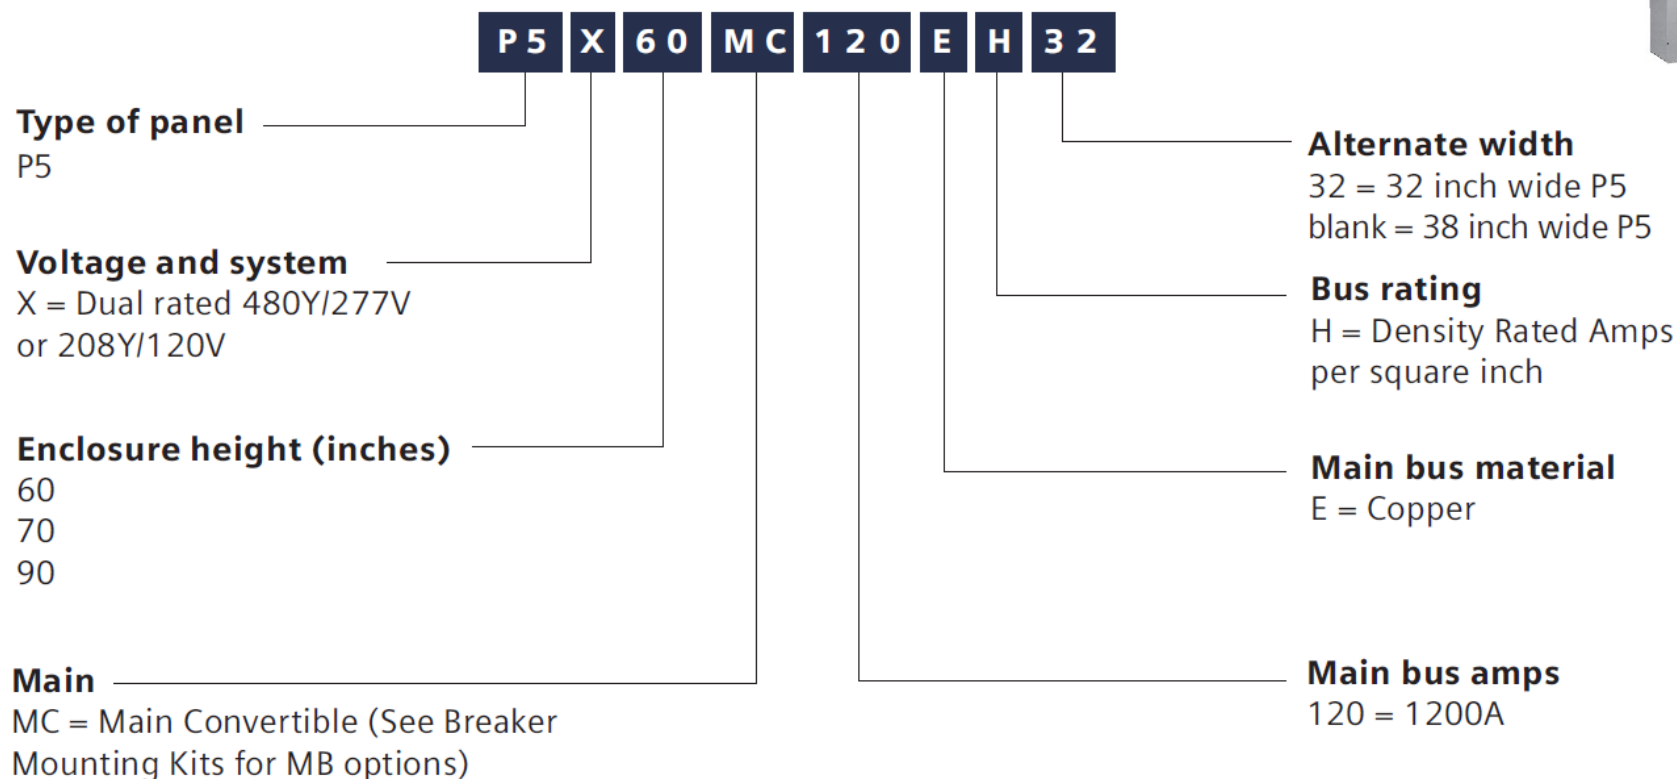 P5 X 60 MC 120 E H 32
Type of panel
P5
Voltage and system
X = Dual rated 480Y/277V
or 208Y/120V
Enclosure height (inches)
60
70
90
Main
MC = Main Convertible (See Breaker
Mounting Kits for MB options)
Alternate width
32 = 32 inch wide P5
blank = 38 inch wide P5
Bus rating
H = Density Rated Amps
per square inch
Main bus material
E = Copper
Main bus amps
120 = 1200A